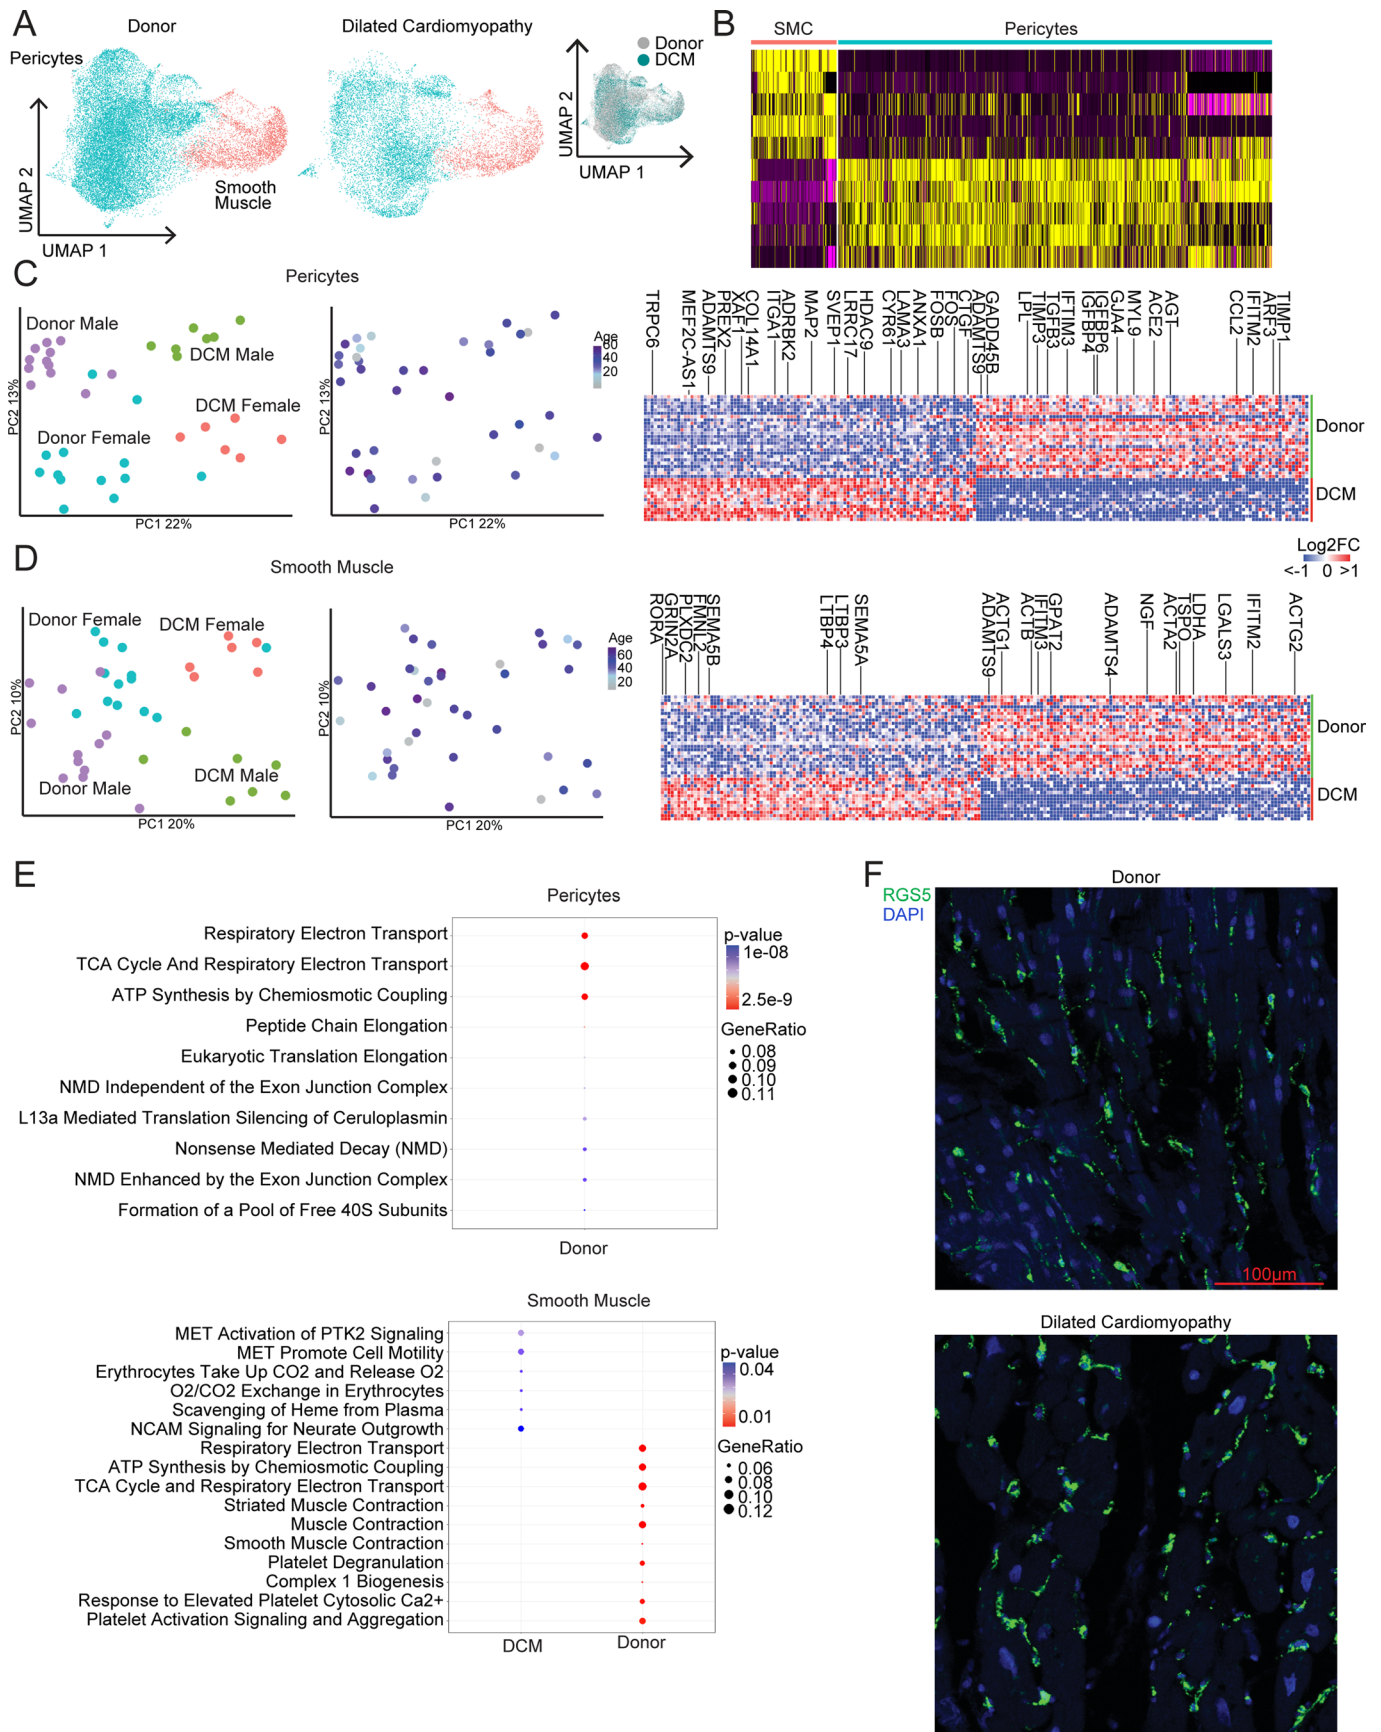 A
Donor
Dilated Cardiomyopathy
Pericytes
Smooth
Muscle
UMAP 2
UMAP 1
Donor
DCM
UMAP 2
UMAP 1
B
SMC
Pericytes
C
Pericytes
Donor Male
DCM Male
DCM Female
Donor Female
PC2 13%
PC1 22%
Age
60
40
20
PC2 13%
PC1 22%
TRPC6
MEF2C-AS1
ADAMTS9
PREX2
XAF1
COL14A1
ITGA1
ADRBK2
MAP2
SVEP1
LRRC17
HDAC9
CYR61
LAMA3
ANXA1
FOSB
FOS
CTGF
ADAMTS9
GADD45B
LPL
TIMP3
TGFB3
IFITM3
IGFBP4
IGFBP6
GJA4
MYL9
ACE2
AGT
CCL2
IFITM2
ARF3
TIMP1
Donor
DCM
Log2FC
<-1 0 >1
D
Smooth Muscle
Donor Female
DCM Female
DCM Male
Donor Male
PC2 10%
PC1 20%
Age
60
40
20
PC2 10%
PC1 20%
RORA
GRIN2A
PLXDC2
FMNL2
SEMA5B
LTBP4
LTBP3
SEMA5A
ADAMTS9
ACTG1
ACTB
IFITM3
GPAT2
ADAMTS4
NGF
ACTA2
TSPO
LDHA
LGALS3
IFITM2
ACTG2
Donor
DCM
E
Pericytes
Respiratory Electron Transport
TCA Cycle And Respiratory Electron Transport
ATP Synthesis by Chemiosmotic Coupling
Peptide Chain Elongation
Eukaryotic Translation Elongation
NMD Independent of the Exon Junction Complex
L13a Mediated Translation Silencing of Ceruloplasmin
Nonsense Mediated Decay (NMD)
NMD Enhanced by the Exon Junction Complex
Formation of a Pool of Free 40S Subunits
Donor
p-value
1e-08
2.5e-9
GeneRatio
0.08
0.09
0.10
0.11
Smooth Muscle
MET Activation of PTK2 Signaling
MET Promote Cell Motility
Erythrocytes Take Up CO2 and Release O2
O2/CO2 Exchange in Erythrocytes
Scavenging of Heme from Plasma
NCAM Signaling for Neurate Outgrowth
Respiratory Electron Transport
ATP Synthesis by Chemiosmotic Coupling
TCA Cycle and Respiratory Electron Transport
Striated Muscle Contraction
Muscle Contraction
Smooth Muscle Contraction
Platelet Degranulation
Complex 1 Biogenesis
Response to Elevated Platelet Cytosolic Ca2+
Platelet Activation Signaling and Aggregation
DCM
Donor
p-value
0.04
0.01
GeneRatio
0.06
0.08
0.10
0.12
F
Donor
RGS5
DAPI
100µm
Dilated Cardiomyopathy